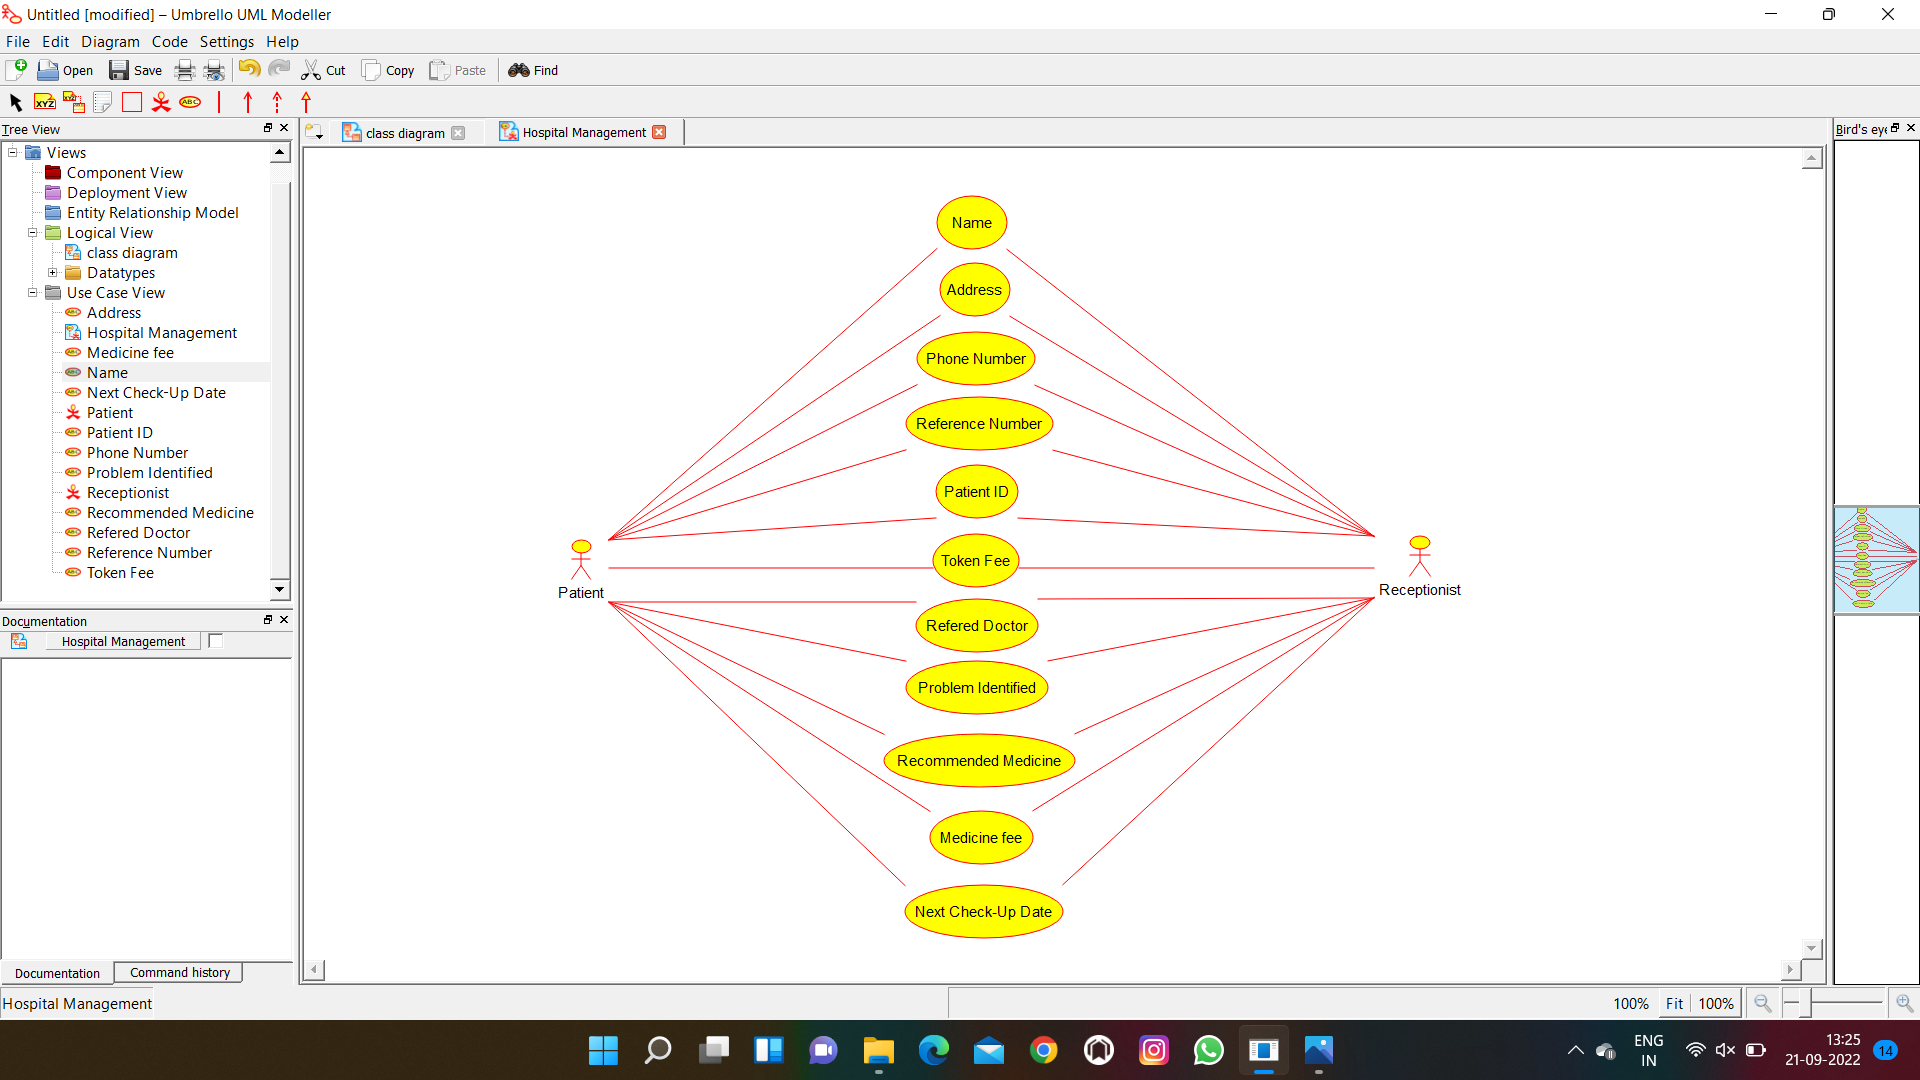 Untitled [modified] – Umbrello UML Modeller
File Edit Diagram Code Settings Help
Open Save Cut Copy Paste Find
XYZ XYZ ABC
Tree View
class diagram
Hospital Management
Bird's eye
Views
Component View
Deployment View
Entity Relationship Model
Logical View
class diagram
Datatypes
Use Case View
Address
Hospital Management
Medicine fee
Name
Next Check-Up Date
Patient
Patient ID
Phone Number
Problem Identified
Receptionist
Recommended Medicine
Refered Doctor
Reference Number
Token Fee
Documentation
Hospital Management
Documentation
Command history
Name
Address
Phone Number
Reference Number
Patient ID
Token Fee
Patient
Receptionist
Refered Doctor
Problem Identified
Recommended Medicine
Medicine fee
Next Check-Up Date
Hospital Management
100% Fit 100%
ENG
IN
13:25
21-09-2022
14